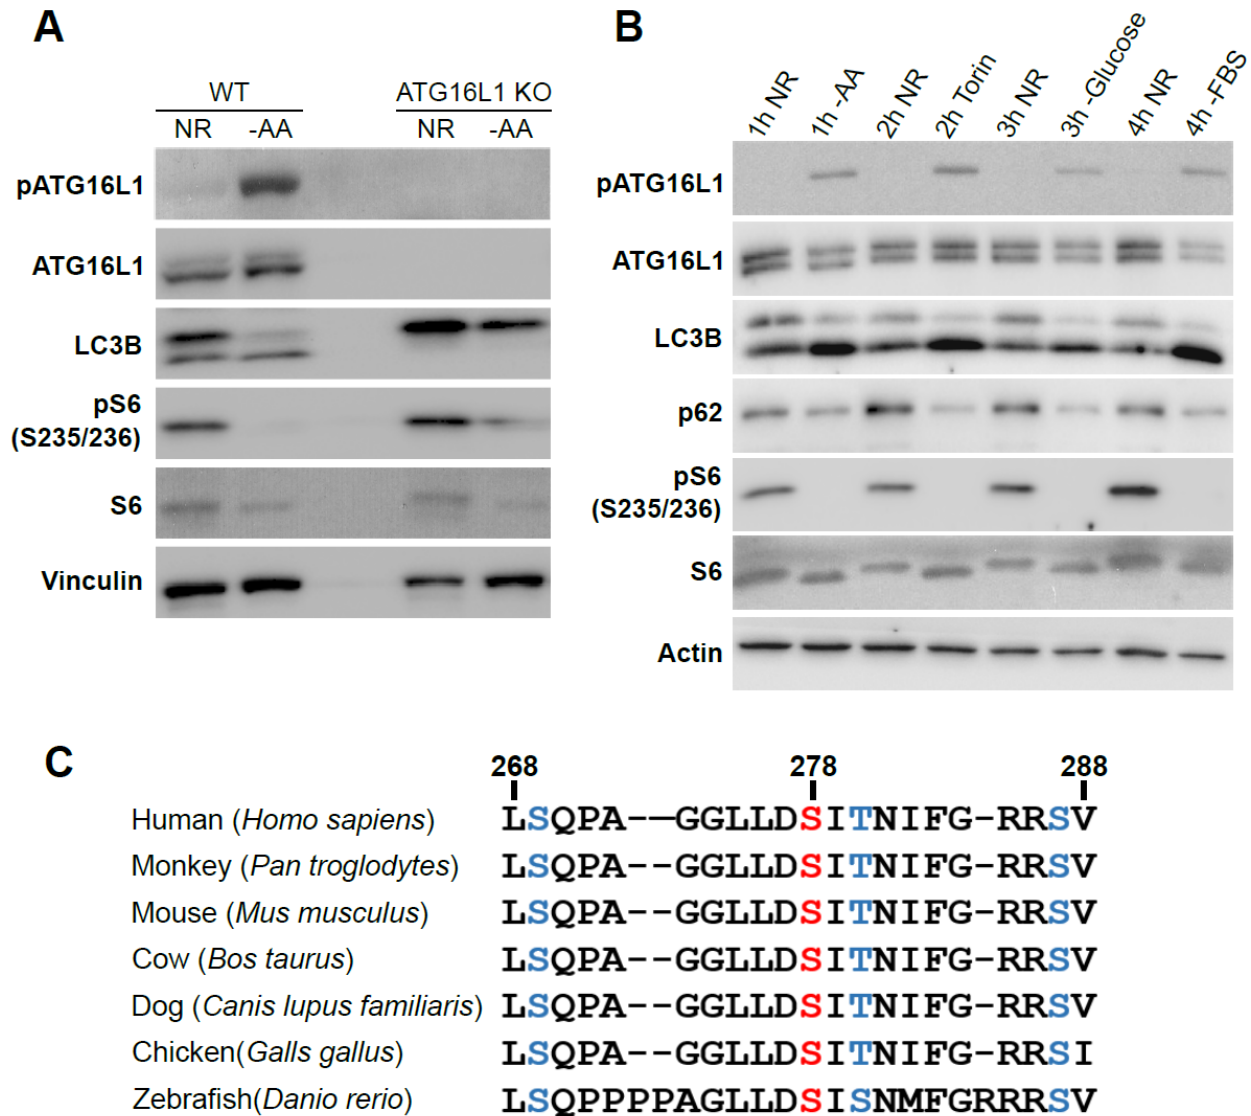 A
WT ATG16L1 KO
NR -AA NR -AA
pATG16L1
ATG16L1
LC3B
pS6
(S235/236)
S6
Vinculin
B
1h NR
1h -AA
2h NR
2h Torin
3h NR
3h -Glucose
4h NR
4h -FBS
pATG16L1
ATG16L1
LC3B
p62
pS6
(S235/236)
S6
Actin
C
268 278 288
Human (Homo sapiens) LSQPA--GGLLDSITNIFG-RRSV
Monkey (Pan troglodytes) LSQPA--GGLLDSITNIFG-RRSV
Mouse (Mus musculus) LSQPA--GGLLDSITNIFG-RRSV
Cow (Bos taurus) LSQPA--GGLLDSITNIFG-RRSV
Dog (Canis lupus familiaris) LSQPA--GGLLDSITNIFG-RRSV
Chicken(Galls gallus) LSQPA--GGLLDSITNIFG-RRSI
Zebrafish(Danio rerio) LSQPPPPAGLLDSISNMFGRRRSV